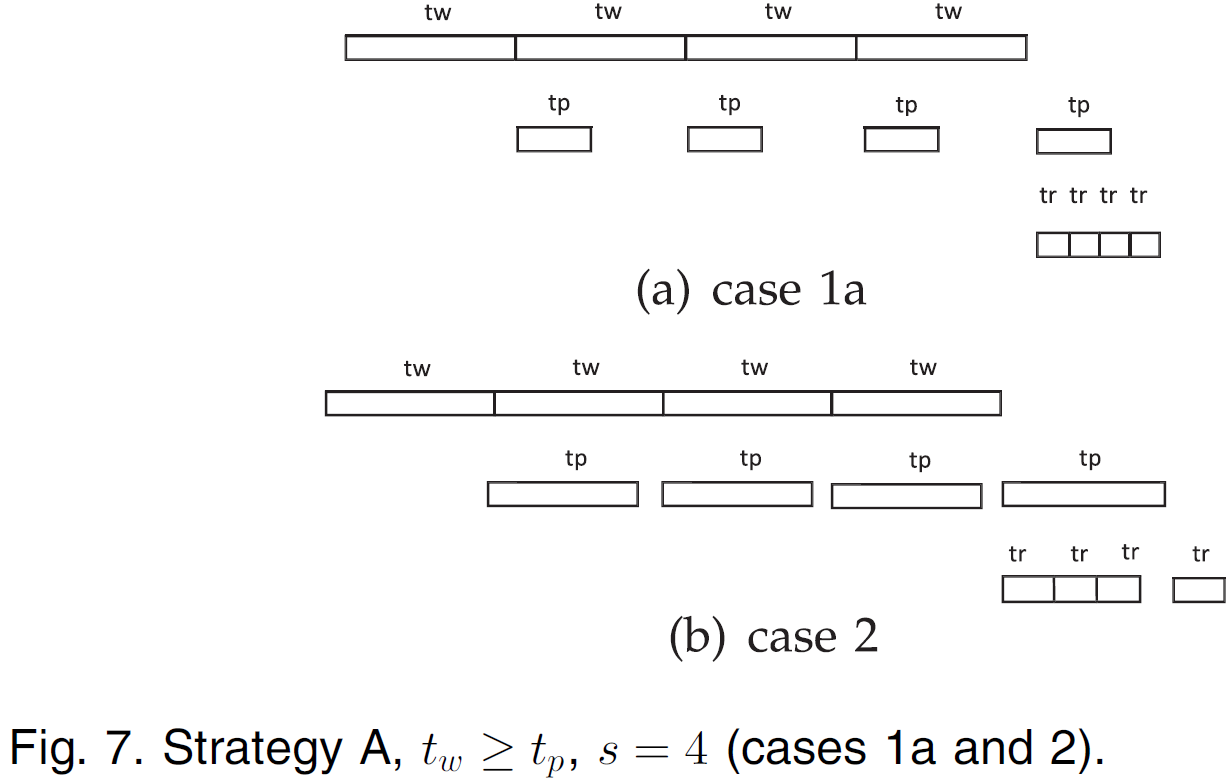 tw tw tw tw
tp tp tp tp
tr tr tr tr
(a) case 1a
tw tw tw tw
tp tp tp tp
tr tr tr tr
(b) case 2
Fig. 7. Strategy A, $t_w \geq t_p$, $s = 4$ (cases 1a and 2).